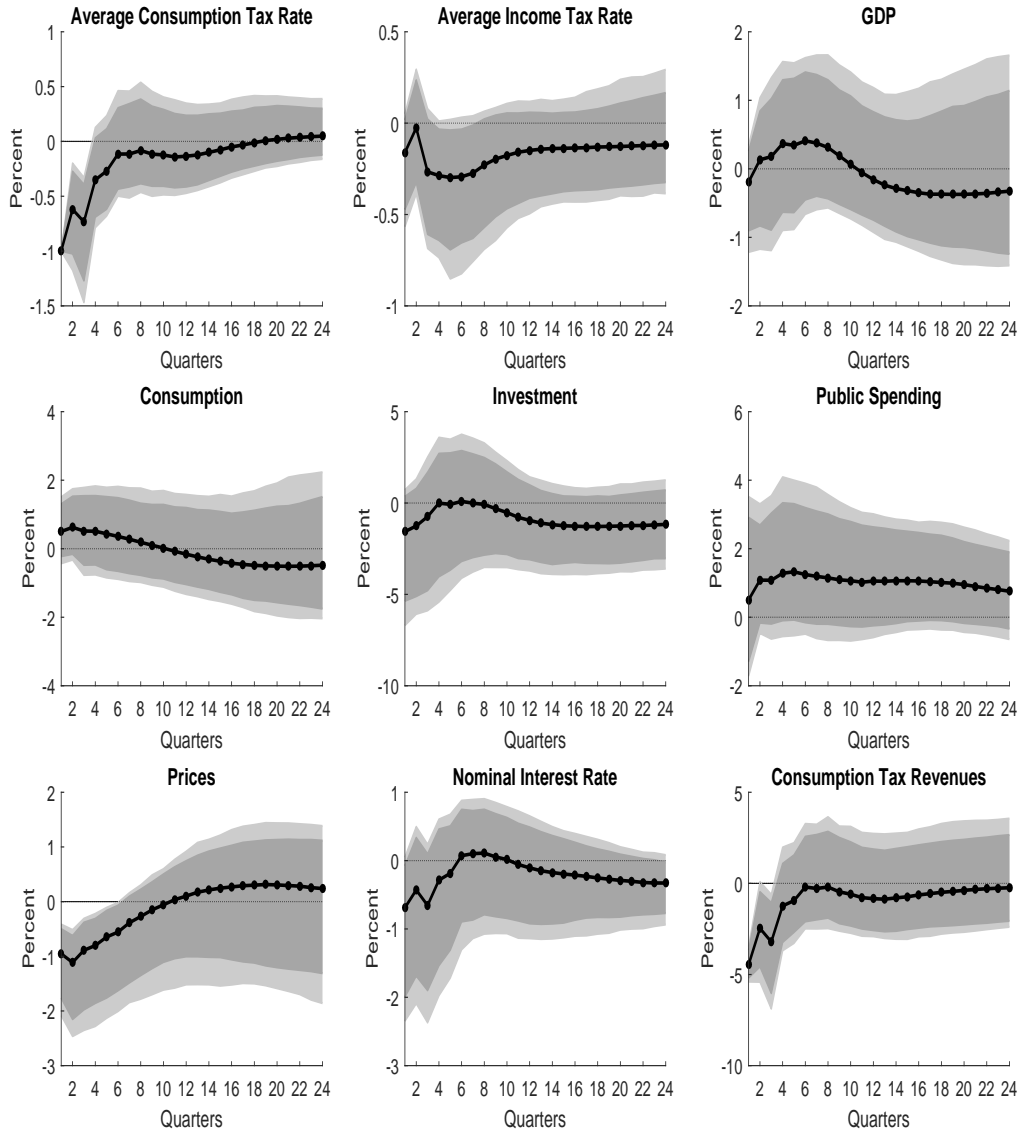 Average Consumption Tax Rate
Average Income Tax Rate
GDP
1
0.5
0
-0.5
-1
-1.5
Percent
2 4 6 8 10 12 14 16 18 20 22 24
Quarters
0.5
0
-0.5
-1
Percent
2 4 6 8 10 12 14 16 18 20 22 24
Quarters
2
1
0
-1
-2
Percent
2 4 6 8 10 12 14 16 18 20 22 24
Quarters
Consumption
Investment
Public Spending
4
2
0
-2
-4
Percent
2 4 6 8 10 12 14 16 18 20 22 24
Quarters
5
0
-5
-10
Percent
2 4 6 8 10 12 14 16 18 20 22 24
Quarters
6
4
2
0
-2
Percent
2 4 6 8 10 12 14 16 18 20 22 24
Quarters
Prices
Nominal Interest Rate
Consumption Tax Revenues
2
1
0
-1
-2
-3
Percent
2 4 6 8 10 12 14 16 18 20 22 24
Quarters
1
0
-1
-2
-3
Percent
2 4 6 8 10 12 14 16 18 20 22 24
Quarters
5
0
-5
-10
Percent
2 4 6 8 10 12 14 16 18 20 22 24
Quarters